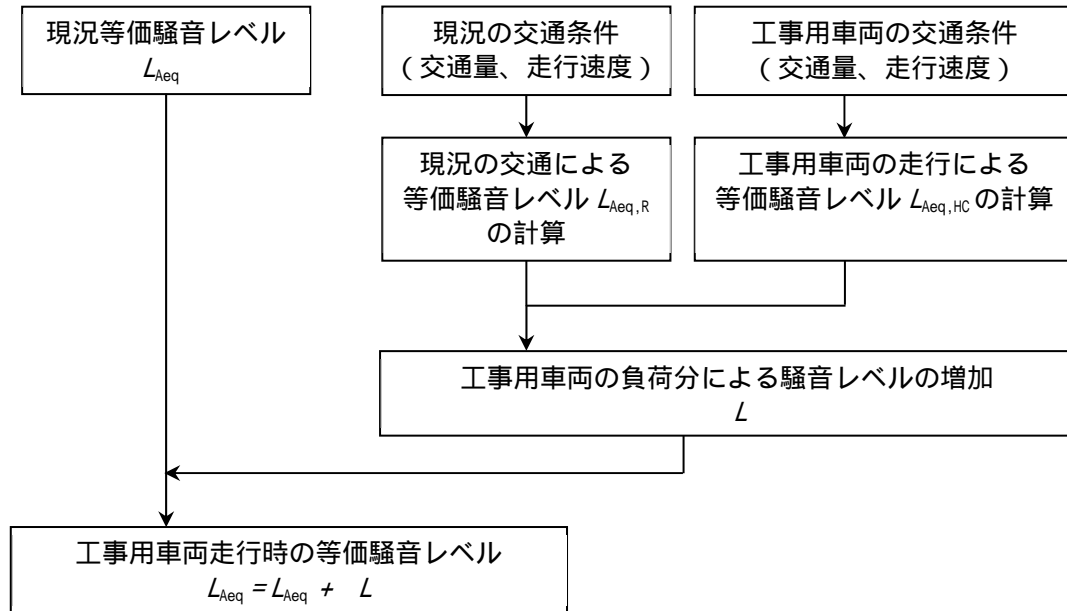 現況等価騒音レベル
LAeq
現況の交通条件
（交通量、走行速度）
工事用車両の交通条件
（交通量、走行速度）
現況の交通による
等価騒音レベル LAeq,R
の計算
工事用車両の走行による
等価騒音レベル LAeq,HC の計算
工事用車両の負荷分による騒音レベルの増加
L
工事用車両走行時の等価騒音レベル
LAeq = LAeq + L